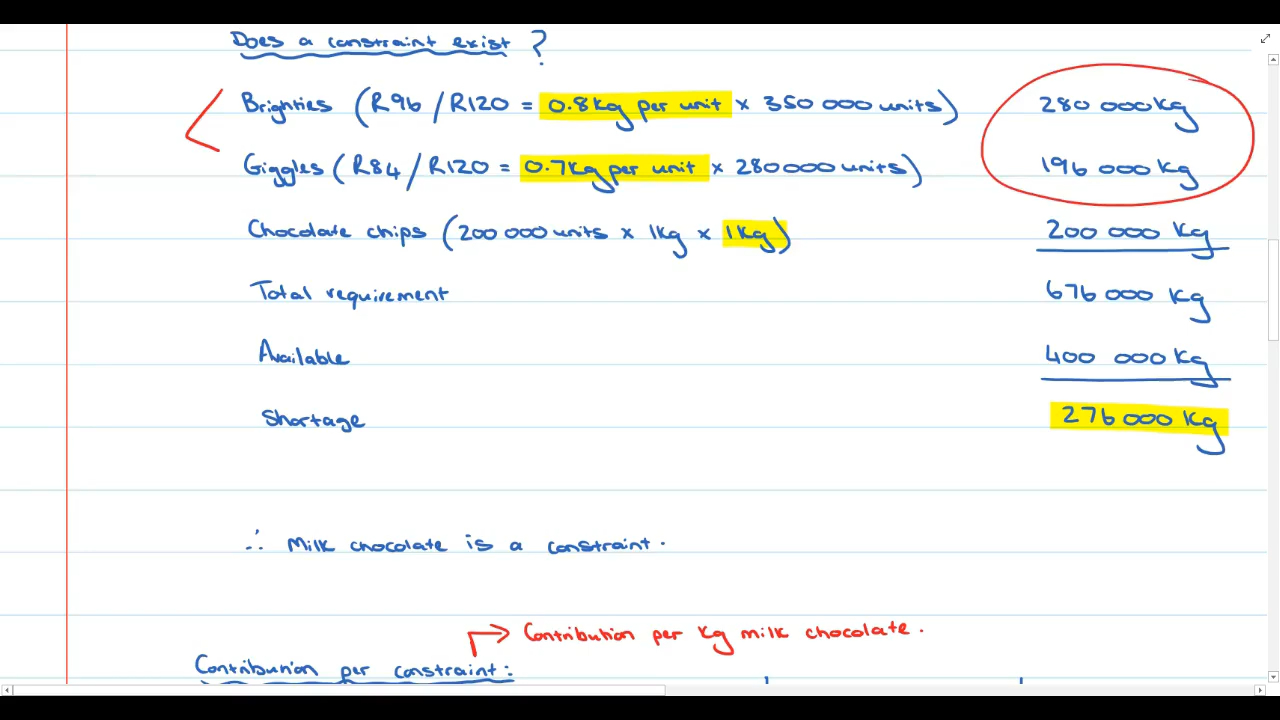 Does a constraint exist ?
Brighties (R96 / R120 = 0.8kg per unit × 350 000 units) 280 000kg
Giggles (R84 / R120 = 0.7kg per unit × 280000 units) 196 000kg
Chocolate chips (200 000 units × 1kg × 1kg) 200 000 kg
Total requirement 676 000 kg
Available 400 000 kg
Shortage 276 000 kg
∴ Milk chocolate is a constraint.
Contribution per kg milk chocolate.
Contribution per constraint: